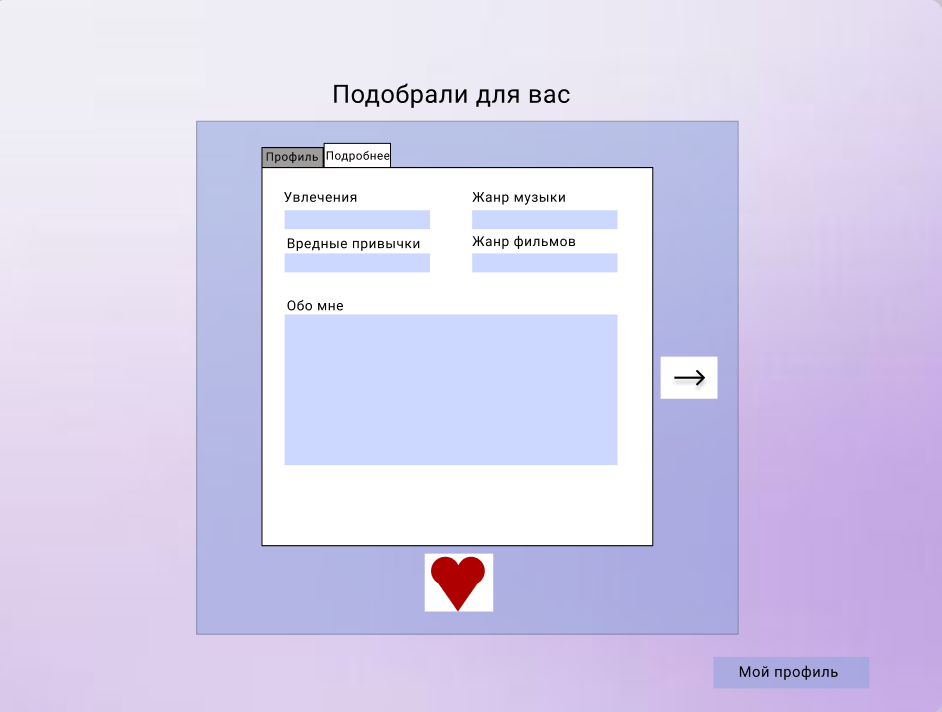 Подобрали для вас
Профиль
Подробнее
Увлечения
Жанр музыки
Вредные привычки
Жанр фильмов
Обо мне
Мой профиль